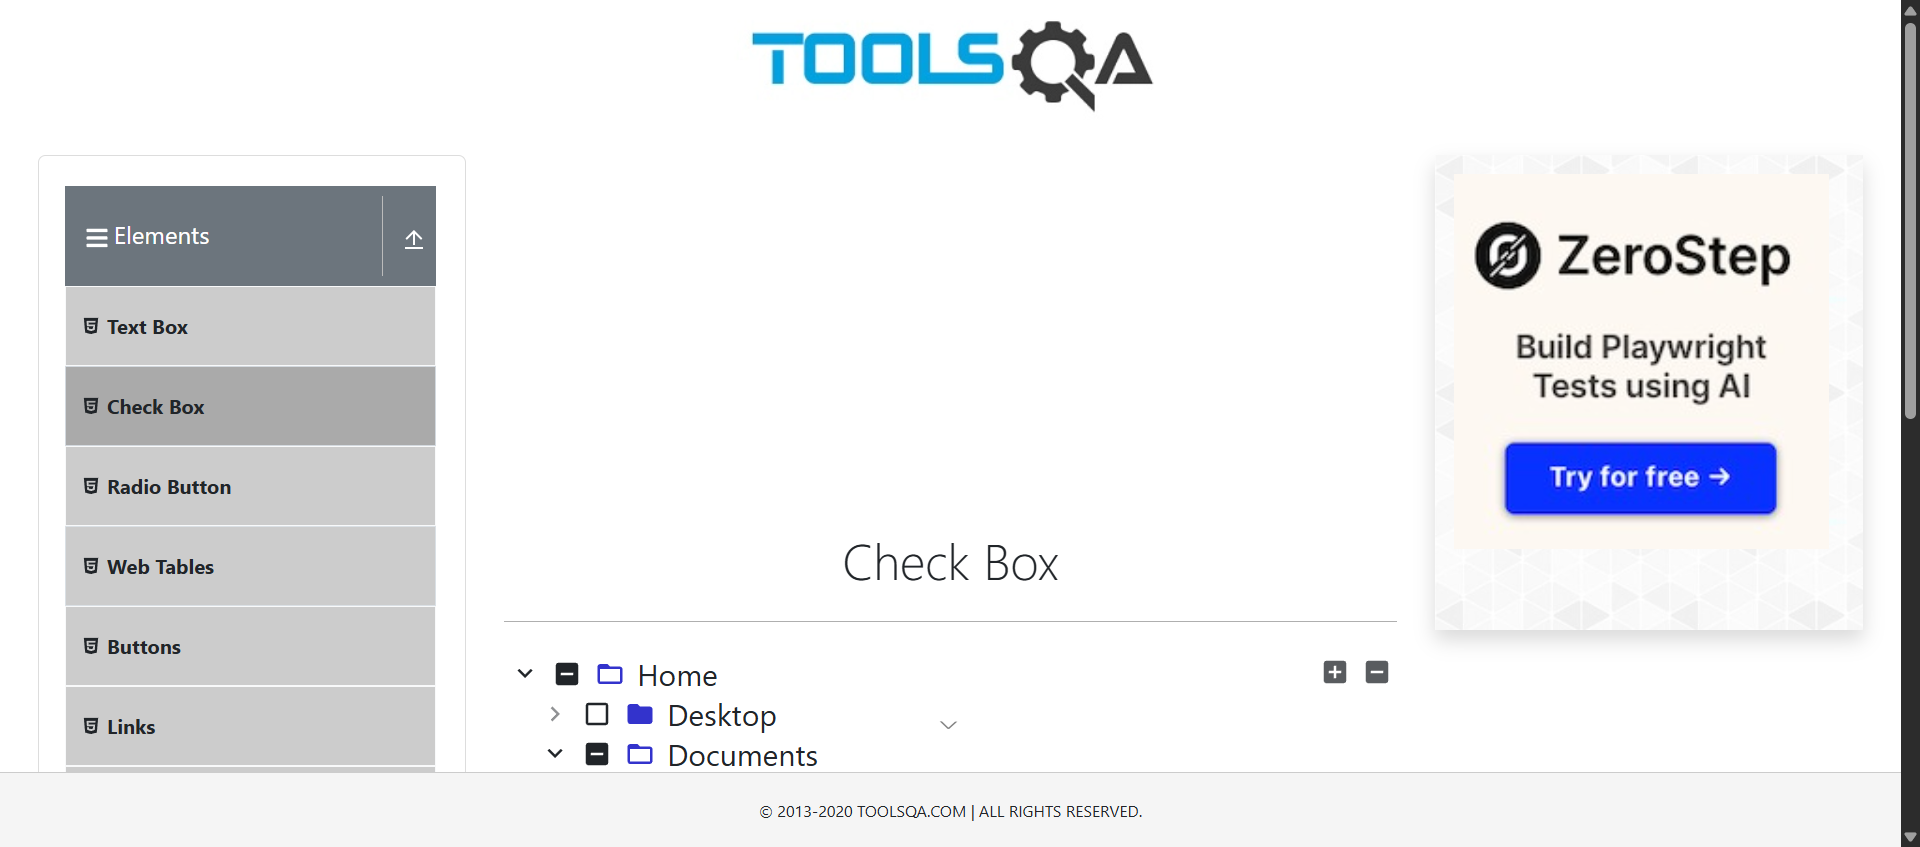 TOOLSQA
Elements
Text Box
Check Box
Radio Button
Web Tables
Buttons
Links
Check Box
Home
Desktop
Documents
ZeroStep
Build Playwright
Tests using AI
Try for free →
© 2013-2020 TOOLSQA.COM | ALL RIGHTS RESERVED.